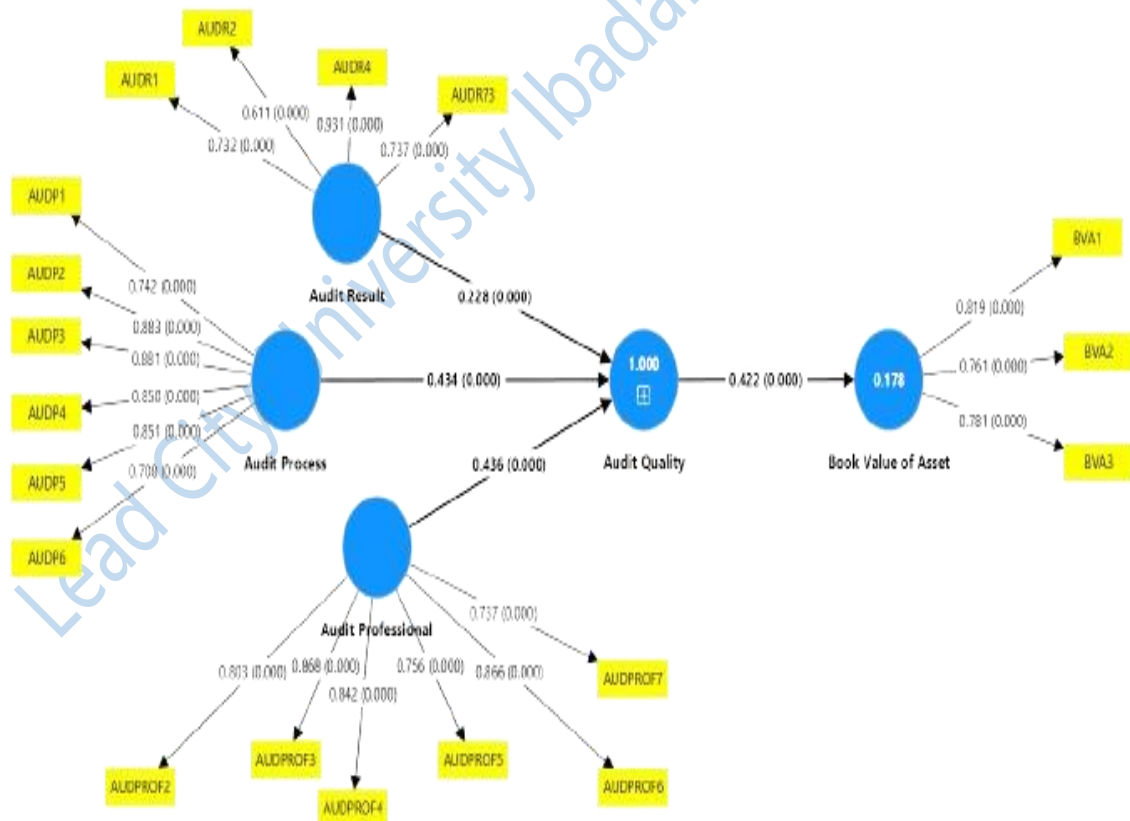 AUDR2
AUDR4
AUDR1
AUDR?3
0.611 (0.000)
0.931 (0.000)
0.732 (0.000)
0.737 (0.000)
AUDP1
AUDP2
AUDP3
AUDP4
AUDP5
AUDP6
0.742 (0.000)
0.883 (0.000)
0.881 (0.000)
0.850 (0.000)
0.851 (0.000)
0.700 (0.000)
Audit Result
0.228 (0.000)
Audit Process
0.434 (0.000)
1.000
Audit Quality
0.422 (0.000)
0.178
Book Value of Asset
BVA1
0.819 (0.000)
BVA2
0.761 (0.000)
0.781 (0.000)
BVA3
0.436 (0.000)
Audit Professional
0.737 (0.000)
0.803 (0.000)
0.868 (0.000)
0.756 (0.000)
0.866 (0.000)
0.842 (0.000)
AUDPROF7
AUDPROF3
AUDPROF5
AUDPROF2
AUDPROF4
AUDPROF6
Lead City University Ibadan